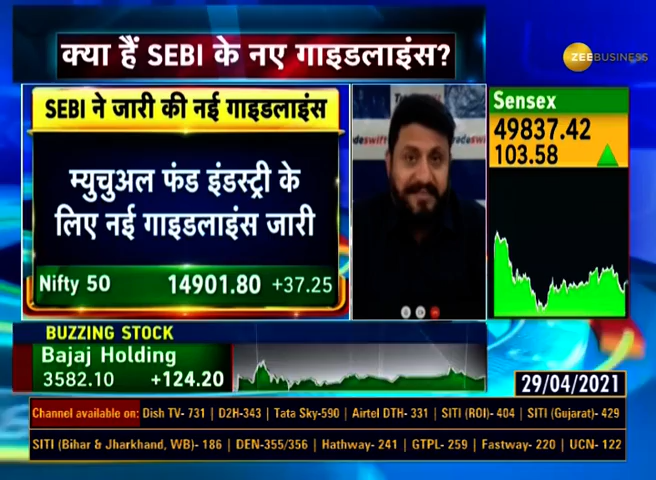 क्या हैं SEBI के नए गाइडलाइंस?
ZEEBUSINESS
SEBI ने जारी की नई गाइडलाइंस
म्युचुअल फंड इंडस्ट्री के
लिए नई गाइडलाइंस जारी
Nifty 50 14901.80 +37.25
Sensex
49837.42
103.58
BUZZING STOCK
Bajaj Holding
3582.10 +124.20
29/04/2021
Channel available on: Dish TV- 731 | D2H-343 | Tata Sky-590 | Airtel DTH- 331 | SITI (ROI)- 404 | SITI (Gujarat)- 429
SITI (Bihar & Jharkhand, WB)- 186 | DEN-355/356 | Hathway- 241 | GTPL- 259 | Fastway- 220 | UCN- 122